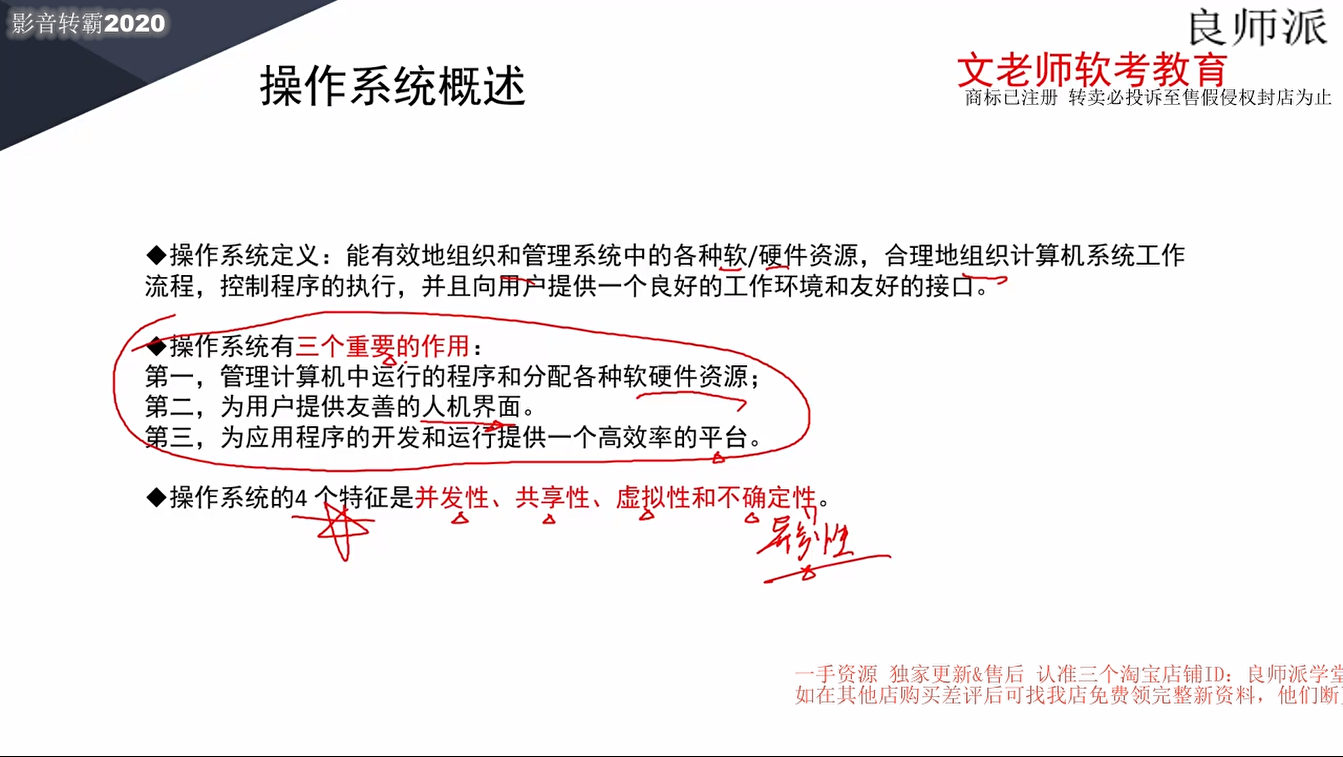 影音转霸2020
良师派
操作系统概述
文老师软考教育
商标已注册 转卖必投诉至售假侵权封店为止
◆操作系统定义：能有效地组织和管理系统中的各种软/硬件资源，合理地组织计算机系统工作
流程，控制程序的执行，并且向用户提供一个良好的工作环境和友好的接口。
◆操作系统有三个重要的作用：
第一，管理计算机中运行的程序和分配各种软硬件资源；
第二，为用户提供友善的人机界面。
第三，为应用程序的开发和运行提供一个高效率的平台。
◆操作系统的4 个特征是并发性、共享性、虚拟性和不确定性。
异步性
一手资源 独家更新&售后 认准三个淘宝店铺ID：良师派学堂
如在其他店购买差评后可找我店免费领完整新资料，他们断